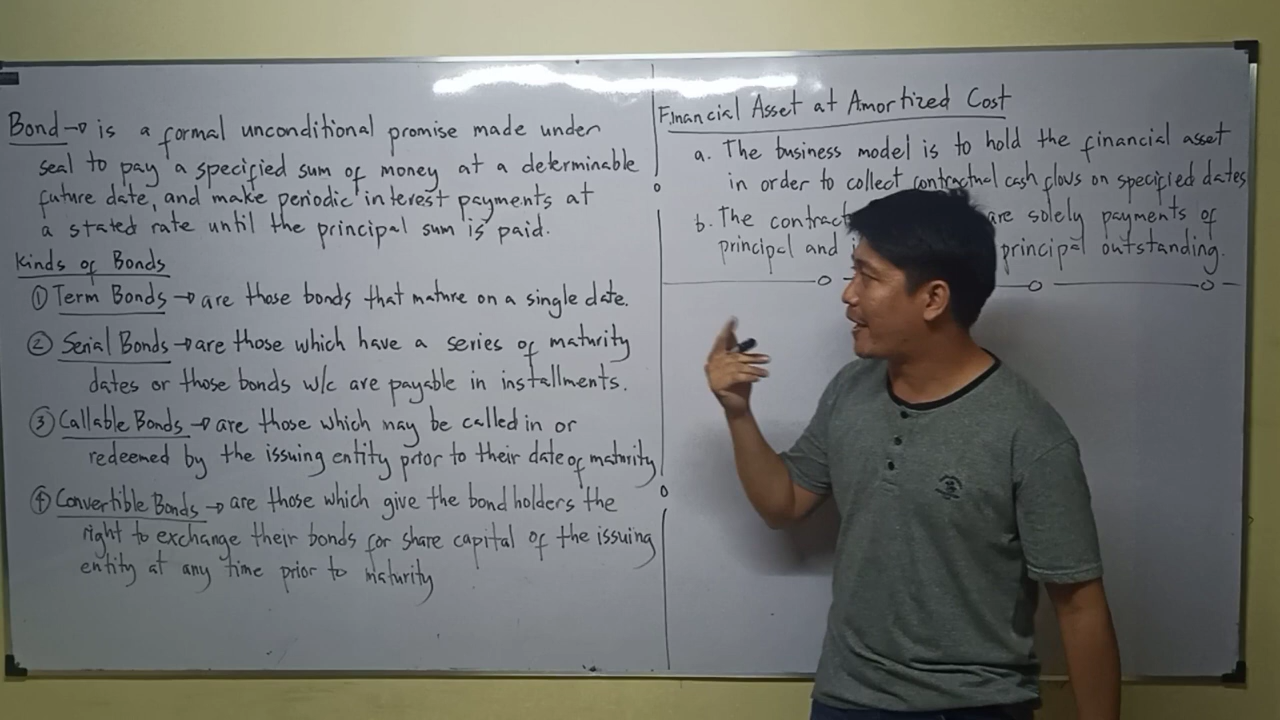 Bond → is a formal unconditional promise made under
seal to pay a specified sum of money at a determinable
future date, and make periodic interest payments at
a stated rate until the principal sum is paid.
Kinds of Bonds
① Term Bonds → are those bonds that mature on a single date.
② Serial Bonds → are those which have a series of maturity
dates or those bonds w/c are payable in installments.
③ Callable Bonds → are those which may be called in or
redeemed by the issuing entity prior to their date of maturity
④ Convertible Bonds → are those which give the bond holders the
right to exchange their bonds for share capital of the issuing
entity at any time prior to maturity
Financial Asset at Amortized Cost
a. The business model is to hold the financial asset
in order to collect contractual cash flows on specified dates
b. The contract are solely payments of
principal and principal outstanding.